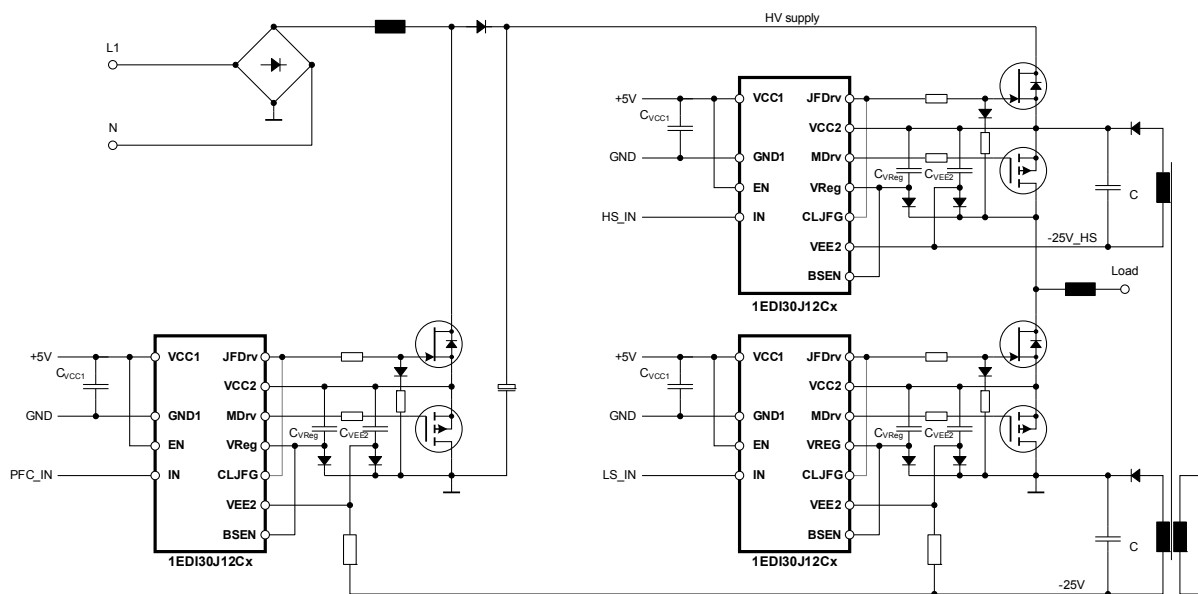 HV supply
L1
N
+5V
CVCC1
GND
HS_IN
VCC1
GND1
EN
IN
JFDrv
VCC2
MDrv
VReg
CLJFG
VEE2
BSEN
CVReg
CVEE2
C
-25V_HS
1EDI30J12Cx
Load
+5V
CVCC1
GND
PFC_IN
VCC1
GND1
EN
IN
JFDrv
VCC2
MDrv
VReg
CLJFG
VEE2
BSEN
CVReg
CVEE2
1EDI30J12Cx
+5V
CVCC1
GND
LS_IN
VCC1
GND1
EN
IN
JFDrv
VCC2
MDrv
VREG
CLJFG
VEE2
BSEN
CVReg
CVEE2
C
1EDI30J12Cx
-25V